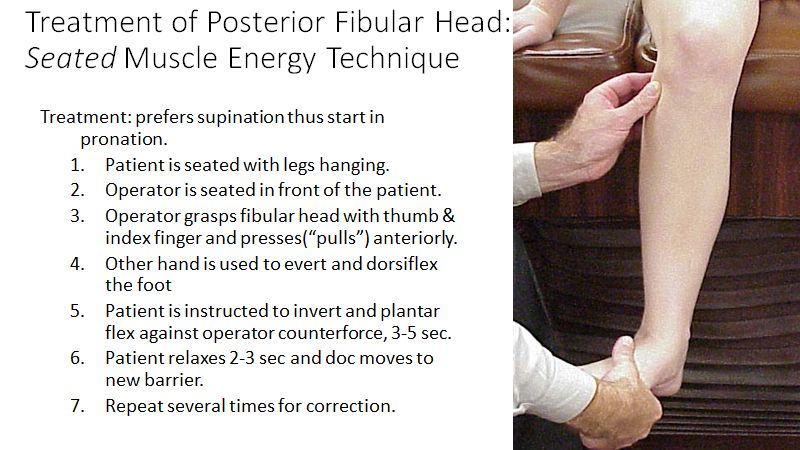 Treatment of Posterior Fibular Head:
Seated Muscle Energy Technique
Treatment: prefers supination thus start in
pronation.
1. Patient is seated with legs hanging.
2. Operator is seated in front of the patient.
3. Operator grasps fibular head with thumb &
index finger and presses(“pulls”) anteriorly.
4. Other hand is used to evert and dorsiflex
the foot
5. Patient is instructed to invert and plantar
flex against operator counterforce, 3-5 sec.
6. Patient relaxes 2-3 sec and doc moves to
new barrier.
7. Repeat several times for correction.